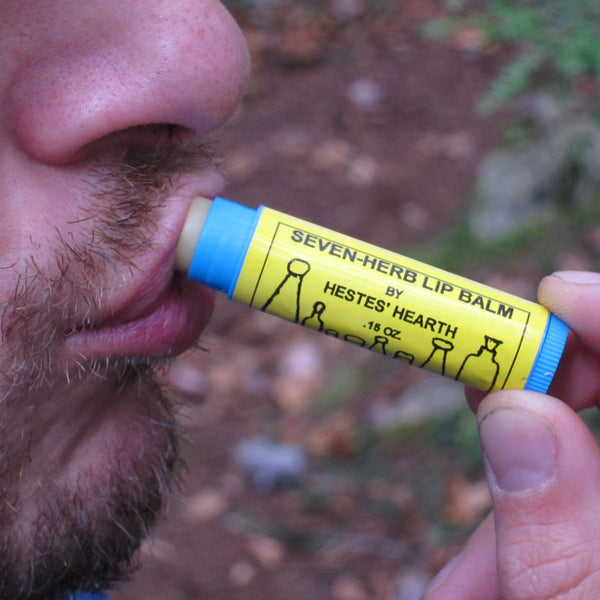 SEVEN-HERB LIP BALM
BY
HESTES' HEARTH
.15 OZ